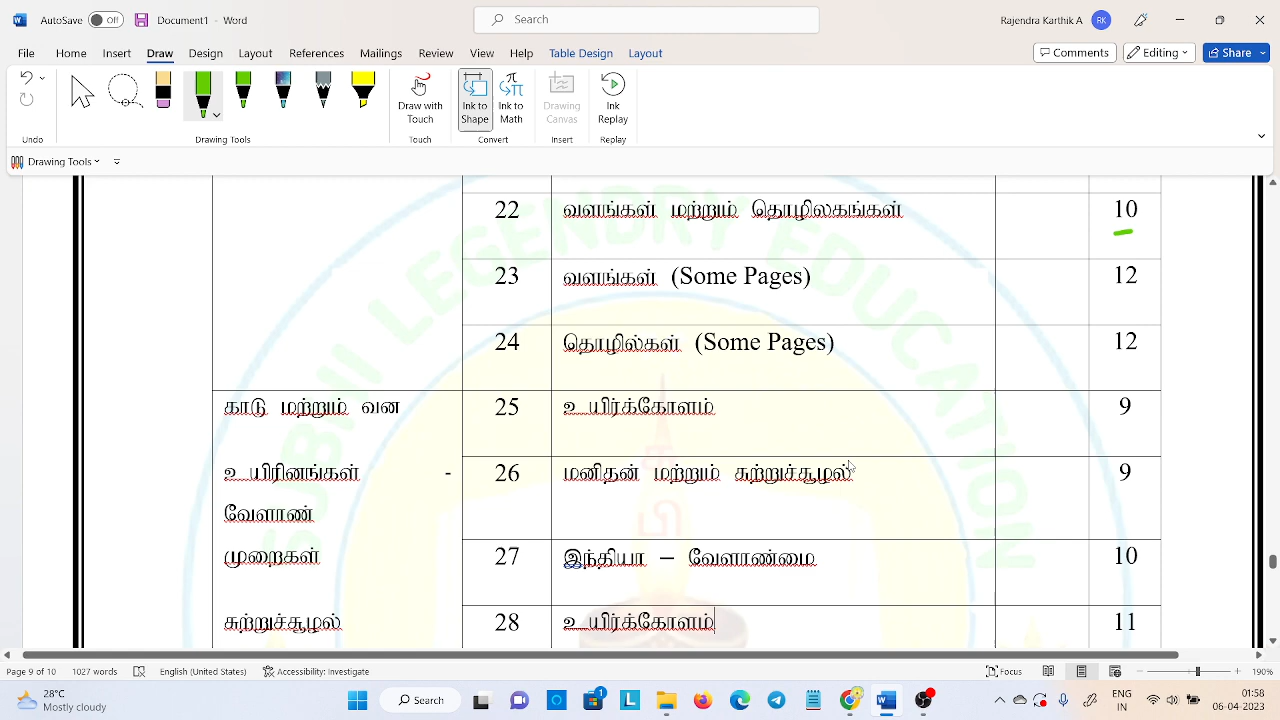 AutoSave Off Document1 - Word Search Rajendra Karthik A RK
File Home Insert Draw Design Layout References Mailings Review View Help Table Design Layout Comments Editing Share
Draw with Touch Ink to Shape Ink to Math Drawing Canvas Ink Replay
Undo Drawing Tools Touch Convert Insert Replay
Drawing Tools
22 வளங்கள் மற்றும் தொழிலகங்கள் 10
23 வளங்கள் (Some Pages) 12
24 தொழில்கள் (Some Pages) 12
காடு மற்றும் வன 25 உயிர்க்கோளம் 9
உயிரினங்கள் - 26 மனிதன் மற்றும் சுற்றுச்சூழல் 9
வேளாண்
முறைகள் 27 இந்தியா – வேளாண்மை 10
சுற்றுச்சூழல் 28 உயிர்க்கோளம் 11
Page 9 of 10 1027 words English (United States) Accessibility: Investigate Focus 190%
28°C
Mostly cloudy
Search
ENG
IN
01:58
06-04-2023